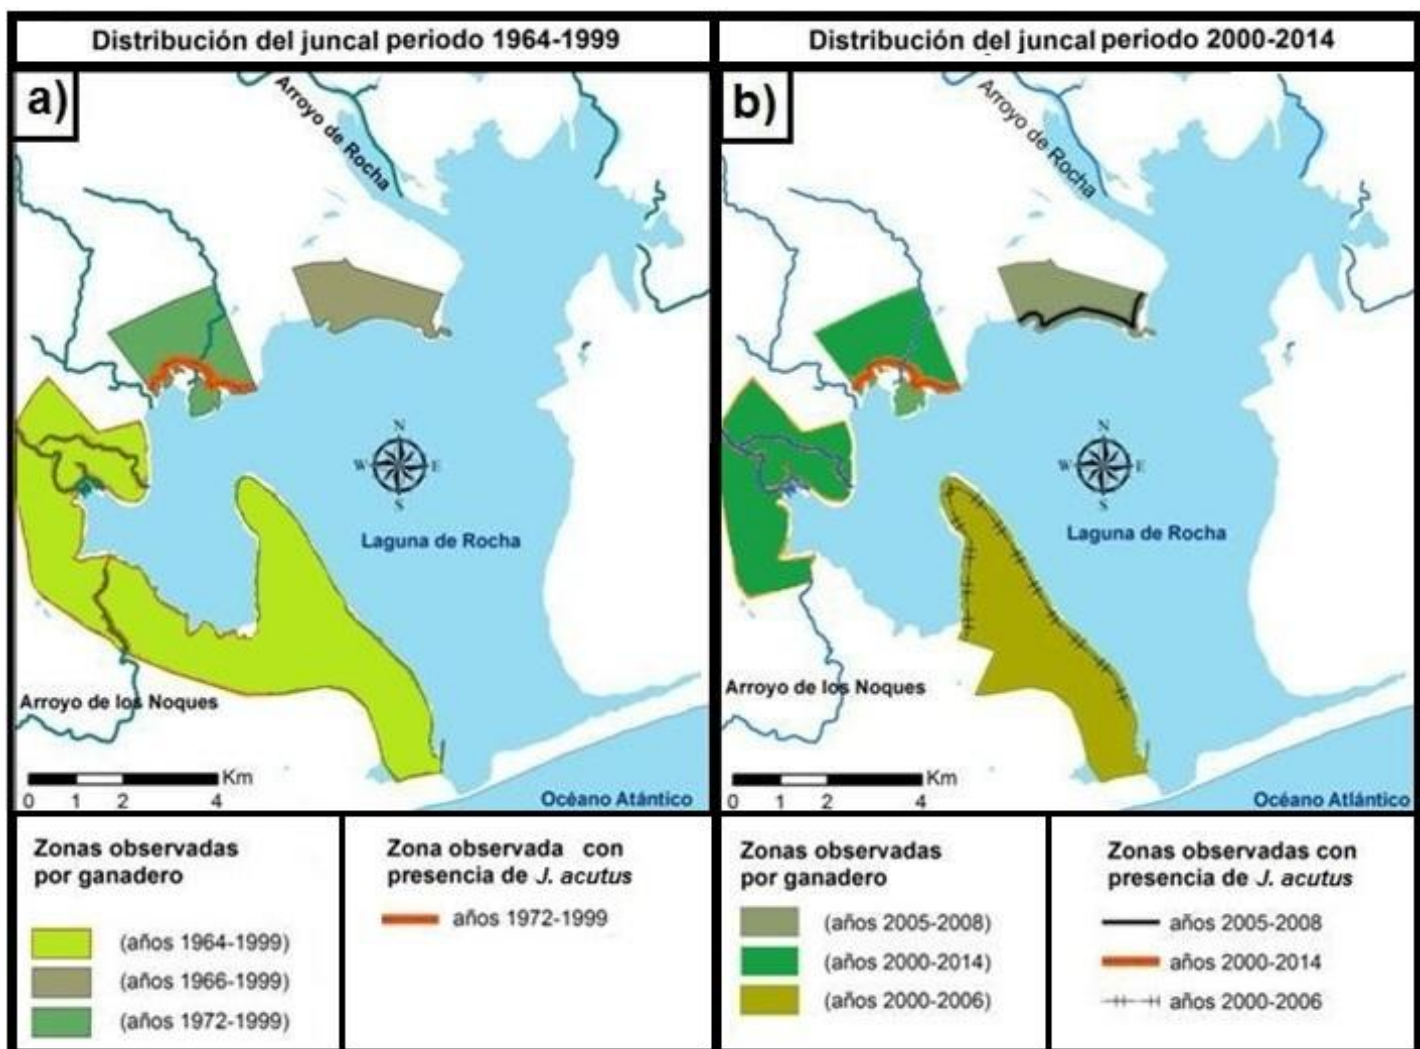 Distribución del juncal periodo 1964-1999
a)
Arroyo de Rocha
N
W
E
S
Laguna de Rocha
Arroyo de los Noques
Km
0 1 2 4
Océano Atántico
Zonas observadas
por ganadero
(años 1964-1999)
(años 1966-1999)
(años 1972-1999)
Zona observada con
presencia de J. acutus
años 1972-1999
Distribución del juncal periodo 2000-2014
b)
Arroyo de Rocha
N
W
E
S
Laguna de Rocha
Arroyo de los Noques
Km
0 1 2 4
Océano Atlántico
Zonas observadas
por ganadero
(años 2005-2008)
(años 2000-2014)
(años 2000-2006)
Zonas observadas con
presencia de J. acutus
años 2005-2008
años 2000-2014
años 2000-2006